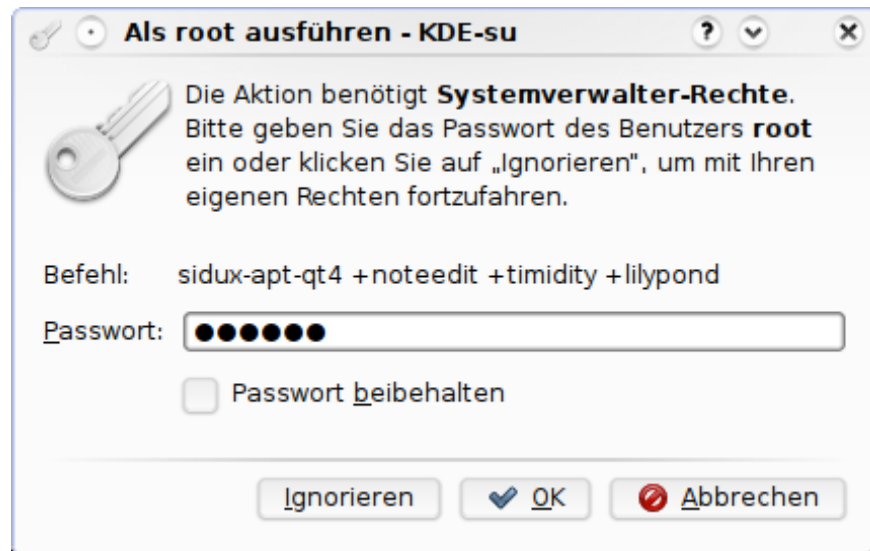 Als root ausführen - KDE-su
Die Aktion benötigt Systemverwalter-Rechte.
Bitte geben Sie das Passwort des Benutzers root
ein oder klicken Sie auf „Ignorieren", um mit Ihren
eigenen Rechten fortzufahren.
Befehl: sidux-apt-qt4 +noteedit +timidity +lilypond
Passwort: ●●●●●●
Passwort beibehalten
Ignorieren OK Abbrechen